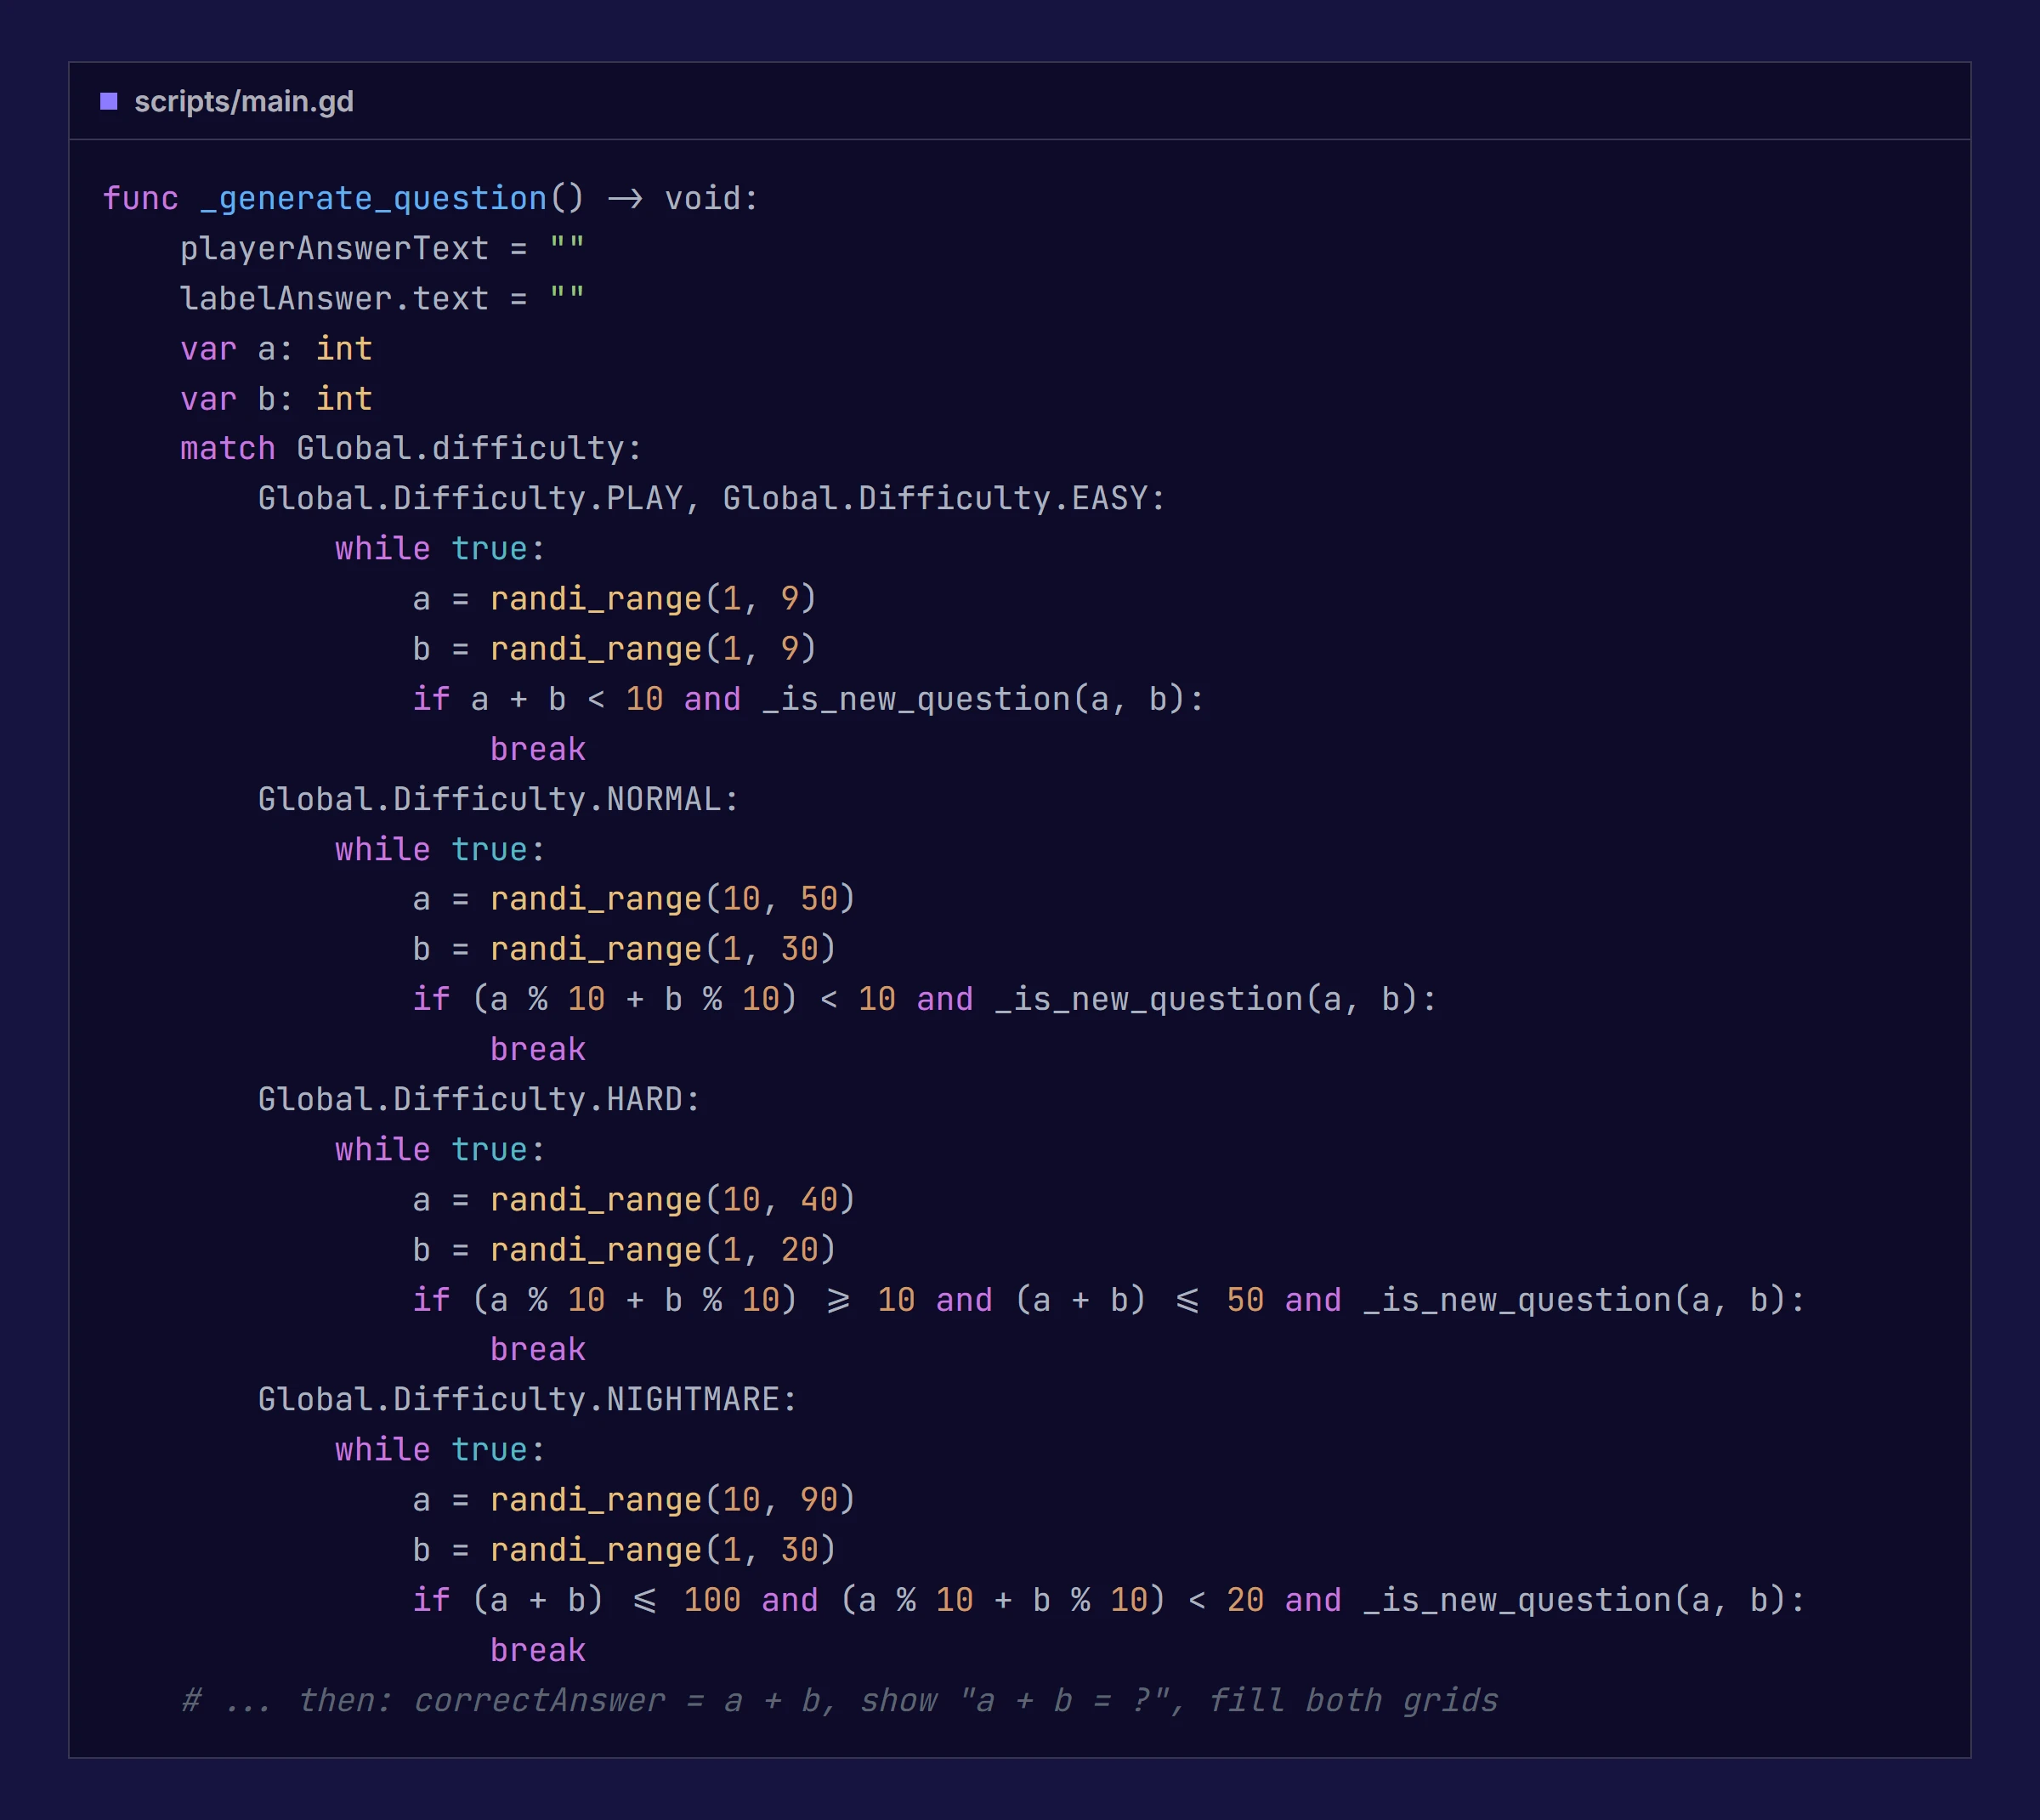 scripts/main.gd
func _generate_question() -> void:
    playerAnswerText = ""
    labelAnswer.text = ""
    var a: int
    var b: int
    match Global.difficulty:
        Global.Difficulty.PLAY, Global.Difficulty.EASY:
            while true:
                a = randi_range(1, 9)
                b = randi_range(1, 9)
                if a + b < 10 and _is_new_question(a, b):
                    break
        Global.Difficulty.NORMAL:
            while true:
                a = randi_range(10, 50)
                b = randi_range(1, 30)
                if (a % 10 + b % 10) < 10 and _is_new_question(a, b):
                    break
        Global.Difficulty.HARD:
            while true:
                a = randi_range(10, 40)
                b = randi_range(1, 20)
                if (a % 10 + b % 10) >= 10 and (a + b) <= 50 and _is_new_question(a, b):
                    break
        Global.Difficulty.NIGHTMARE:
            while true:
                a = randi_range(10, 90)
                b = randi_range(1, 30)
                if (a + b) <= 100 and (a % 10 + b % 10) < 20 and _is_new_question(a, b):
                    break
    # ... then: correctAnswer = a + b, show "a + b = ?", fill both grids